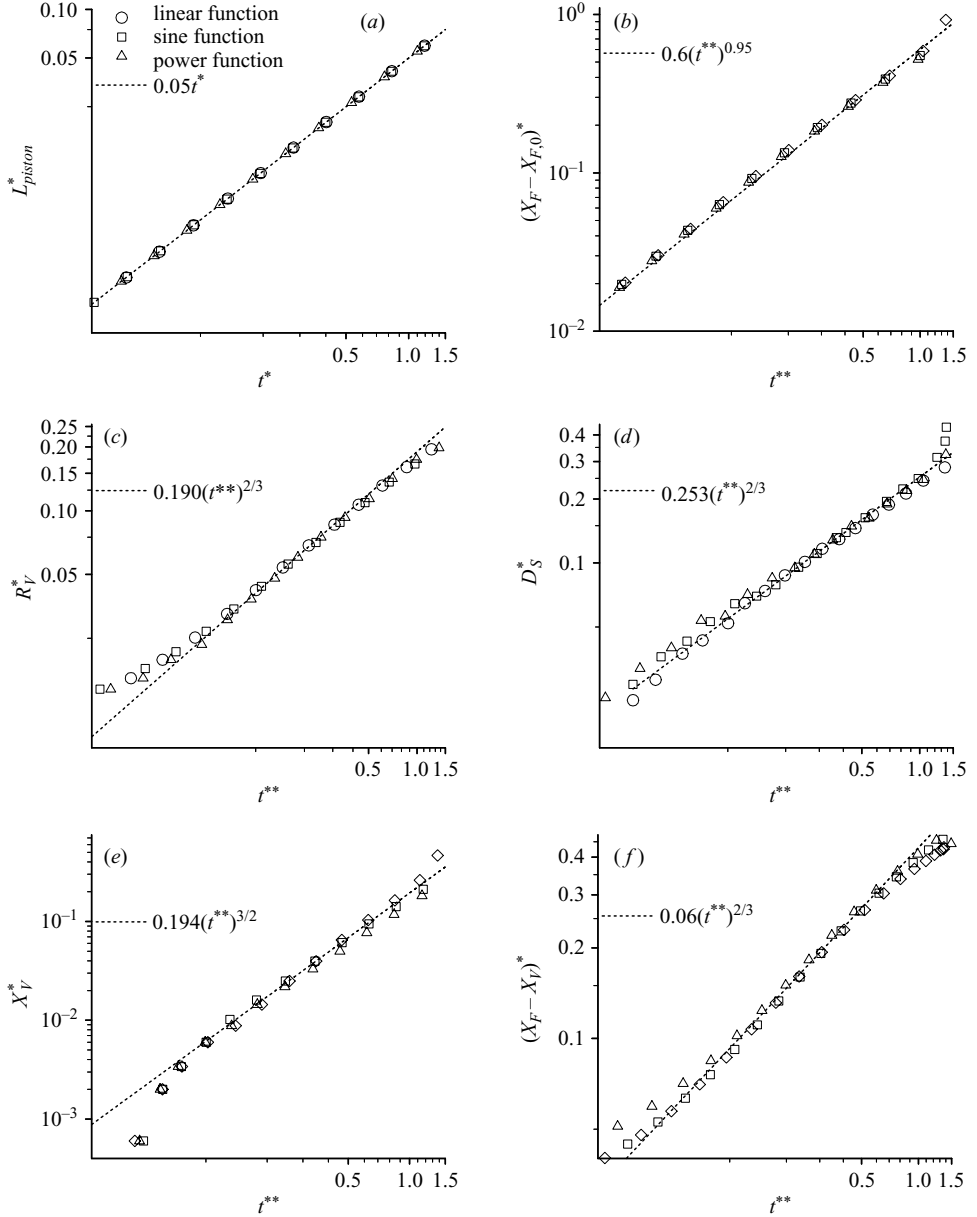 0.10
0.05
linear function
sine function
power function
0.05t*
(a)
L*piston
0.5 1.0 1.5
t*
10^0
10^-1
10^-2
(b)
0.6(t**)^0.95
(X_F – X_F,0)*
0.5 1.0 1.5
t**
0.25
0.20
0.15
0.10
0.05
(c)
0.190(t**)^2/3
R*_V
0.5 1.0 1.5
t**
0.4
0.3
0.2
0.1
(d)
0.253(t**)^2/3
D*_S
0.5 1.0 1.5
t**
10^-1
10^-2
10^-3
(e)
0.194(t**)^3/2
X*_V
0.5 1.0 1.5
t**
0.4
0.3
0.2
0.1
(f)
0.06(t**)^2/3
(X_F – X_V)*
0.5 1.0 1.5
t**